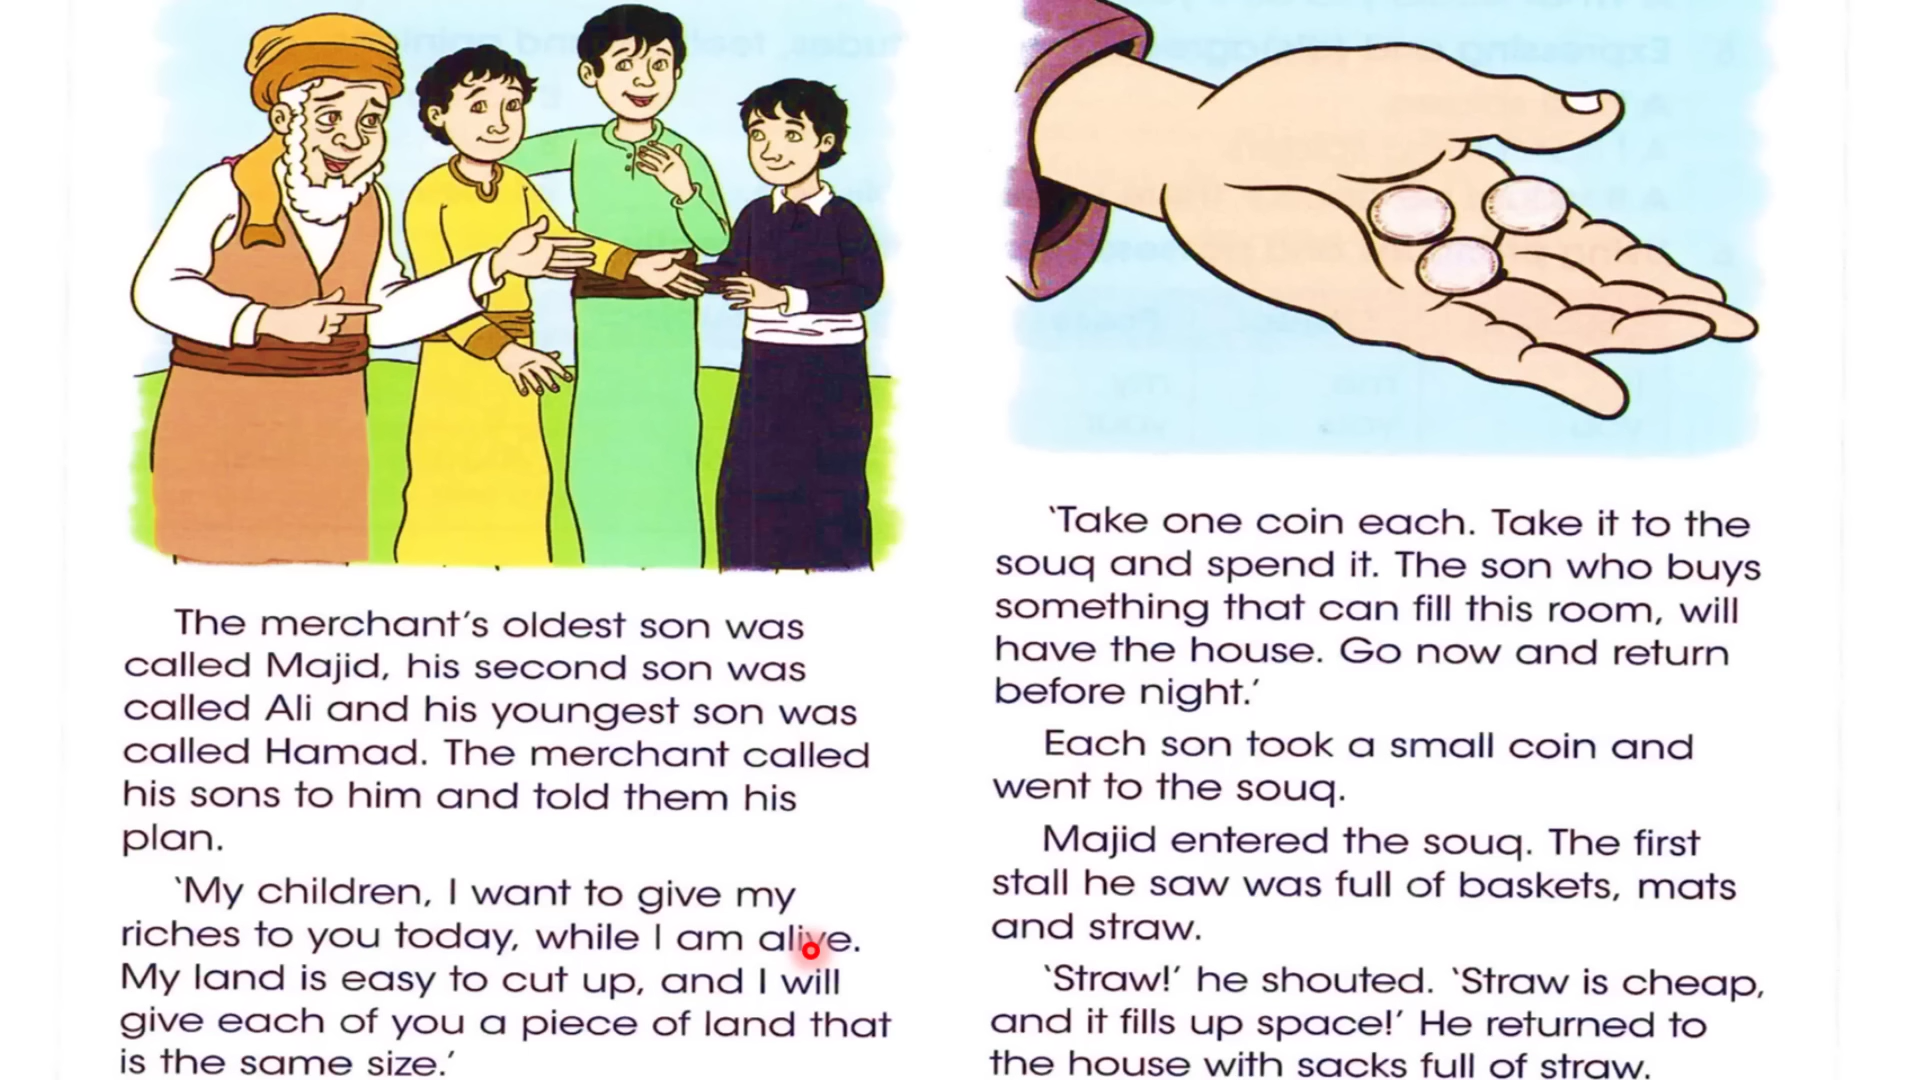 The merchant's oldest son was
called Majid, his second son was
called Ali and his youngest son was
called Hamad. The merchant called
his sons to him and told them his
plan.
'My children, I want to give my
riches to you today, while I am alive.
My land is easy to cut up, and I will
give each of you a piece of land that
is the same size.'
'Take one coin each. Take it to the
souq and spend it. The son who buys
something that can fill this room, will
have the house. Go now and return
before night.'
Each son took a small coin and
went to the souq.
Majid entered the souq. The first
stall he saw was full of baskets, mats
and straw.
'Straw!' he shouted. 'Straw is cheap,
and it fills up space!' He returned to
the house with sacks full of straw.